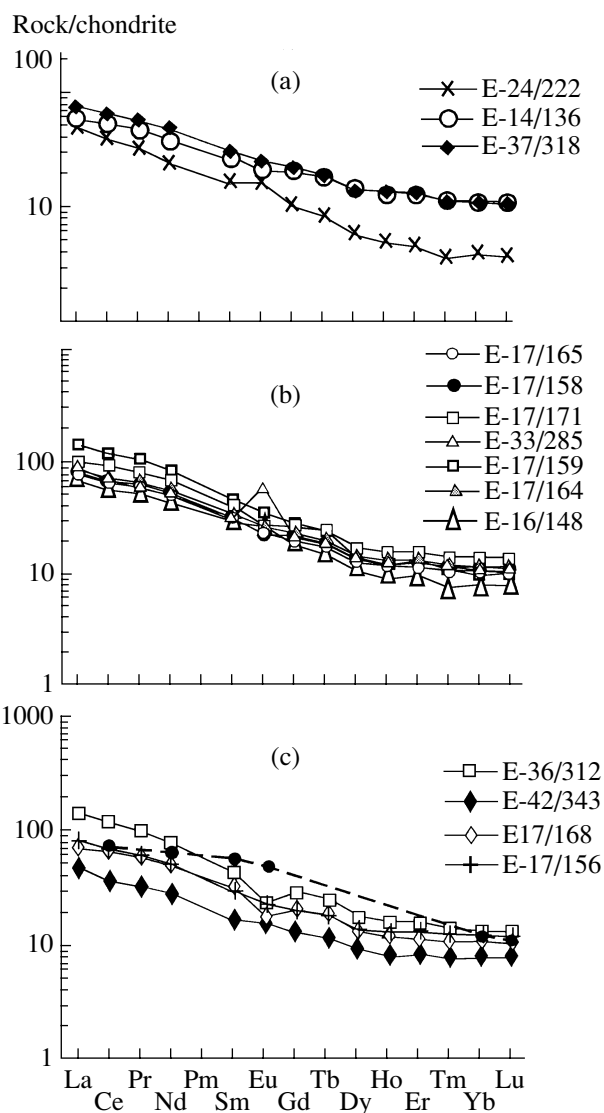 Rock/chondrite
100
(a)
E-24/222
E-14/136
E-37/318
10
E-17/165
E-17/158
(b)
E-17/171
E-33/285
100
E-17/159
E-17/164
E-16/148
10
1
1000
(c)
E-36/312
E-42/343
100
E17/168
E-17/156
10
1
La Pr Pm Eu Tb Ho Tm Lu
Ce Nd Sm Gd Dy Er Yb